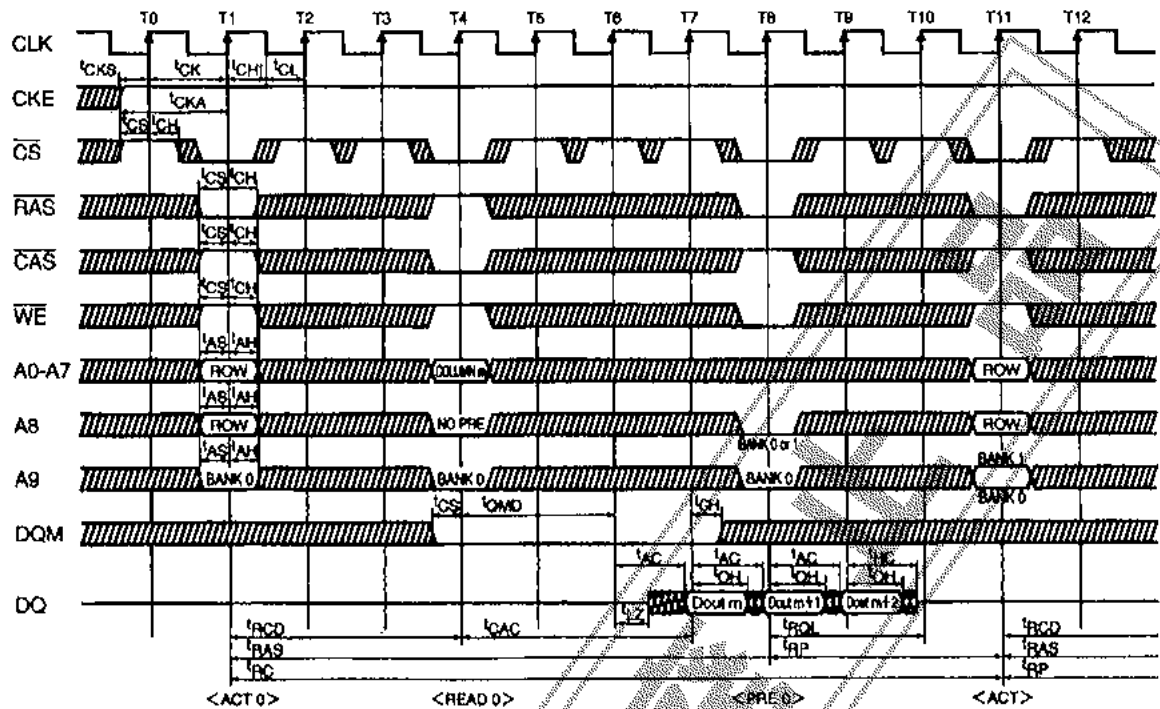 T0 T1 T2 T3 T4 T5 T6 T7 T8 T9 T10 T11 T12
CLK
tCKS tCK tCH tCL
CKE
tCKA
tCS tCH
CS
tCS tCH
RAS
tCS tCH
CAS
tCS tCH
WE
tAS tAH
A0-A7 ROW COLUMN m ROW
tAS tAH
A8 ROW NO PRE ROW
tAS tAH BANK 0 or 1 BANK 1
A9 BANK 0 BANK 0 BANK 0
BANK 0
tCS tQMD tCH
DQM
tAC tAC tAC tHC
tOH tOH tOH
DQ Dout m Dout m+1 Dout m+2
tLZ
tRCD tCAC tROL tRCD
tRAS tRP tRAS
tRC tRP
<ACT 0> <READ 0> <PRE 0> <ACT>